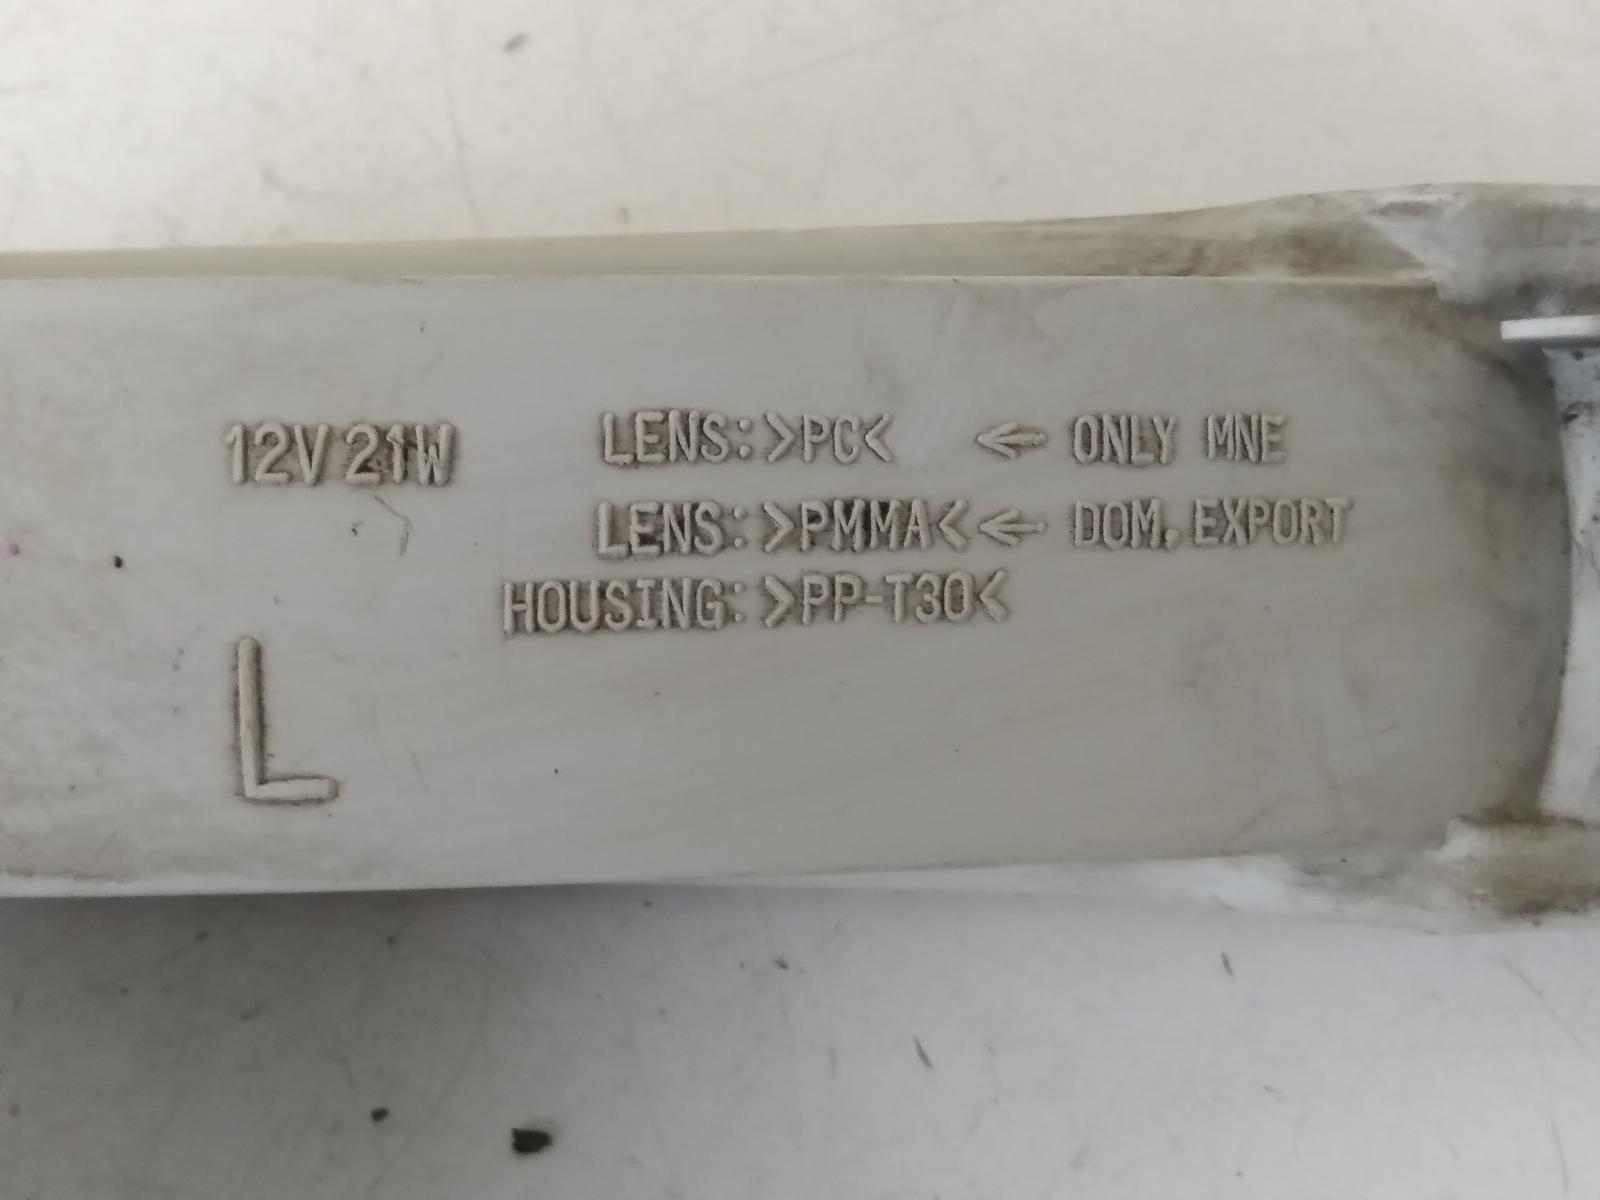 12V 21W
LENS:>PC< ← ONLY MNE
LENS:>PMMA<← DOM.EXPORT
HOUSING:>PP-T30<
L